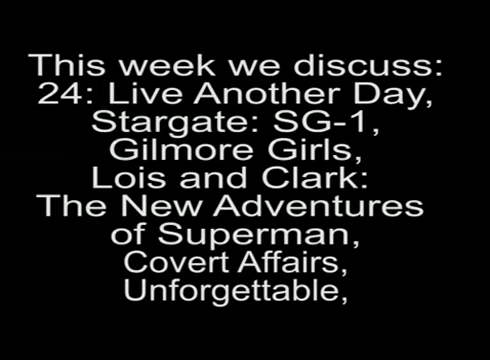 This week we discuss:
24: Live Another Day,
Stargate: SG-1,
Gilmore Girls,
Lois and Clark:
The New Adventures
of Superman,
Covert Affairs,
Unforgettable,